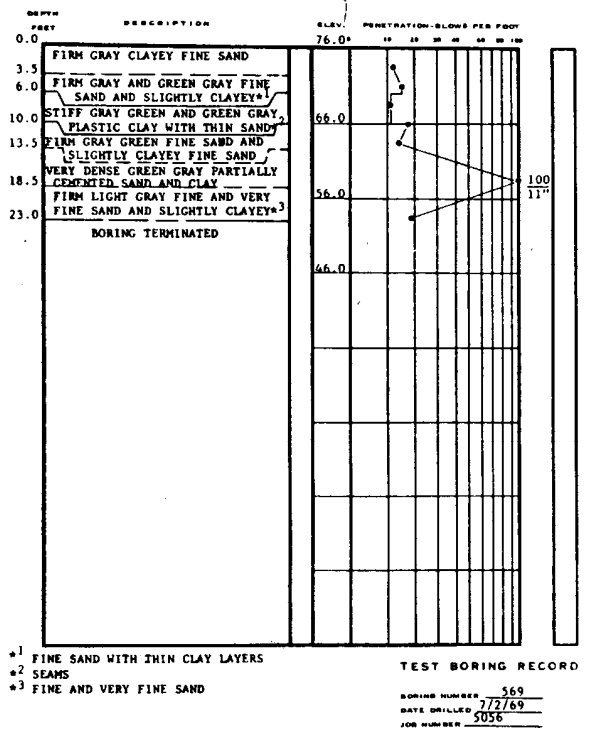 DEPTH
FEET
DESCRIPTION
ELEV.
PENETRATION-BLOWS PER FOOT
0.0
76.0 0 10 20 30 40 60 80 100
FIRM GRAY CLAYEY FINE SAND
3.5
6.0
FIRM GRAY AND GREEN GRAY FINE
SAND AND SLIGHTLY CLAYEY*1
10.0
STIFF GRAY GREEN AND GREEN GRAY
PLASTIC CLAY WITH THIN SAND*2
66.0
13.5
FIRM GRAY GREEN FINE SAND AND
SLIGHTLY CLAYEY FINE SAND
VERY DENSE GREEN GRAY PARTIALLY
18.5
CEMENTED SAND AND CLAY
100
11"
FIRM LIGHT GRAY FINE AND VERY
56.0
23.0
FINE SAND AND SLIGHTLY CLAYEY*3
BORING TERMINATED
46.0
*1 FINE SAND WITH THIN CLAY LAYERS
*2 SEAMS
*3 FINE AND VERY FINE SAND
TEST BORING RECORD
BORING NUMBER 569
DATE DRILLED 7/2/69
JOB NUMBER 5056